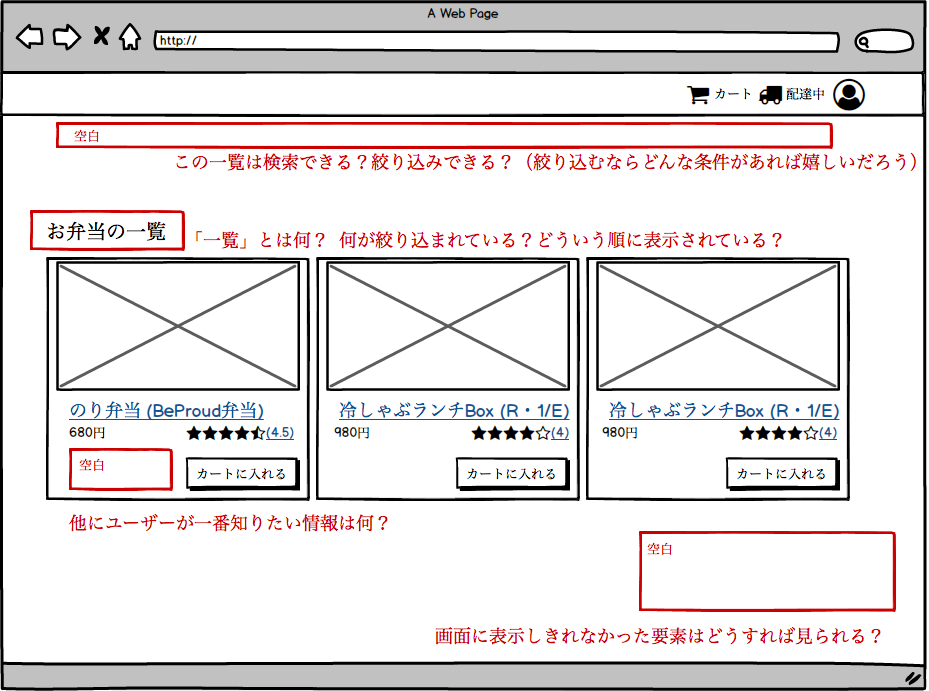 A Web Page
http://
カート 配達中
空白
この一覧は検索できる？絞り込みできる？（絞り込むならどんな条件があれば嬉しいだろう）
お弁当の一覧
「一覧」とは何？ 何が絞り込まれている？どういう順に表示されている？
のり弁当 (BeProud弁当)
680円 ★★★★⯪(4.5)
空白
カートに入れる
冷しゃぶランチBox (R・1/E)
980円 ★★★★☆(4)
カートに入れる
冷しゃぶランチBox (R・1/E)
980円 ★★★★☆(4)
カートに入れる
他にユーザーが一番知りたい情報は何？
空白
画面に表示しきれなかった要素はどうすれば見られる？